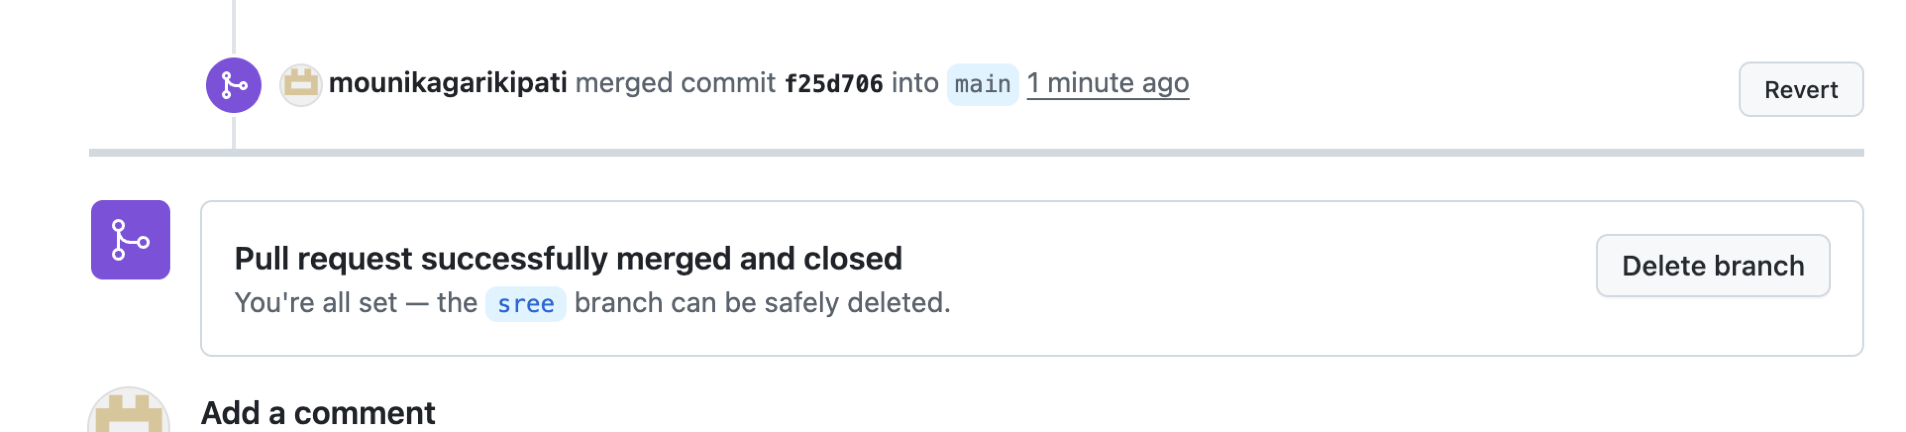 mounikagarikipati merged commit f25d706 into main 1 minute ago
Revert
Pull request successfully merged and closed
You're all set — the sree branch can be safely deleted.
Delete branch
Add a comment